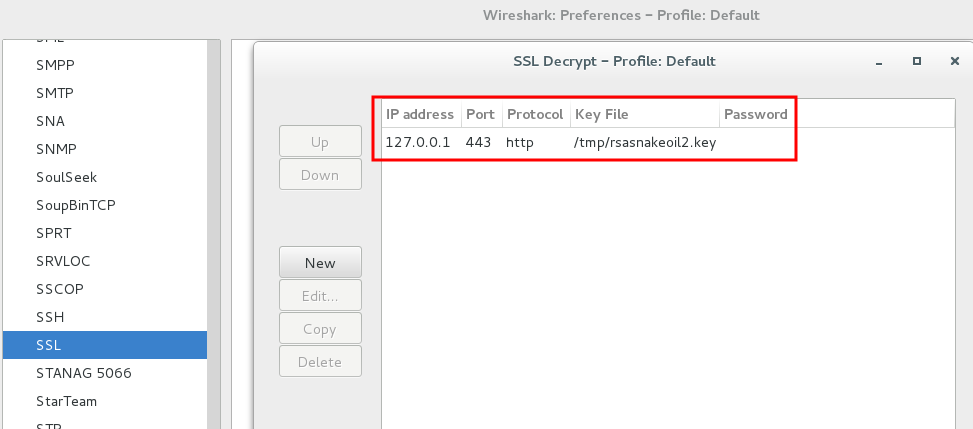 Wireshark: Preferences – Profile: Default
SMPP
SMTP
SNA
SNMP
SoulSeek
SoupBinTCP
SPRT
SRVLOC
SSCOP
SSH
SSL
STANAG 5066
StarTeam
SSL Decrypt – Profile: Default
Up
Down
New
Edit...
Copy
Delete
IP address Port Protocol Key File Password
127.0.0.1 443 http /tmp/rsasnakeoil2.key